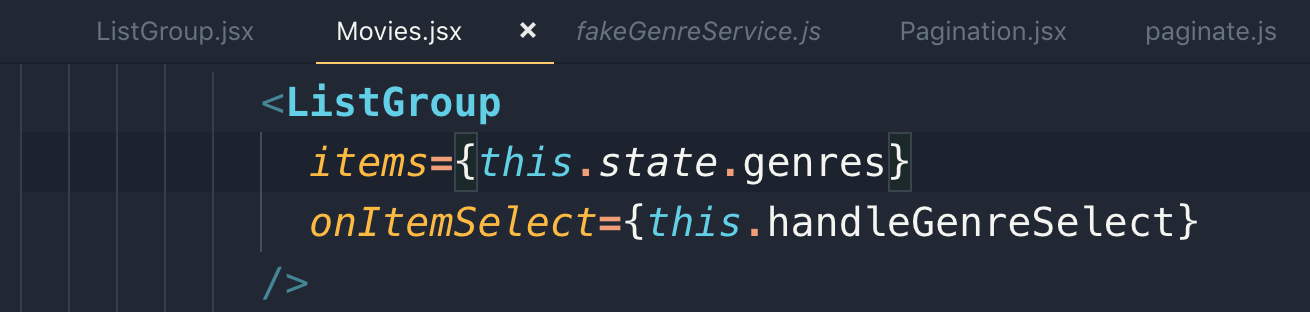 ListGroup.jsx Movies.jsx × fakeGenreService.js Pagination.jsx paginate.js
<ListGroup
items={this.state.genres}
onItemSelect={this.handleGenreSelect}
/>